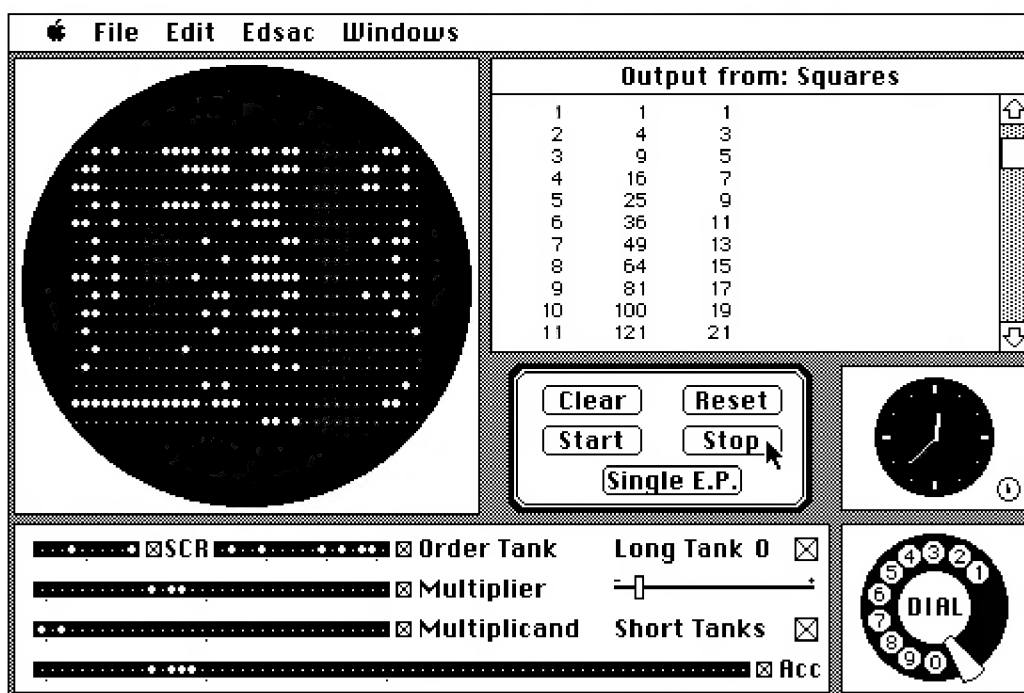 File Edit Edsac Windows
Output from: Squares
1 1 1
2 4 3
3 9 5
4 16 7
5 25 9
6 36 11
7 49 13
8 64 15
9 81 17
10 100 19
11 121 21
Clear Reset
Start Stop
Single E.P.
SCR Order Tank
Multiplier
Multiplicand
Acc
Long Tank 0
Short Tanks
1 2 3 4 5 6 7 8 9 0
DIAL